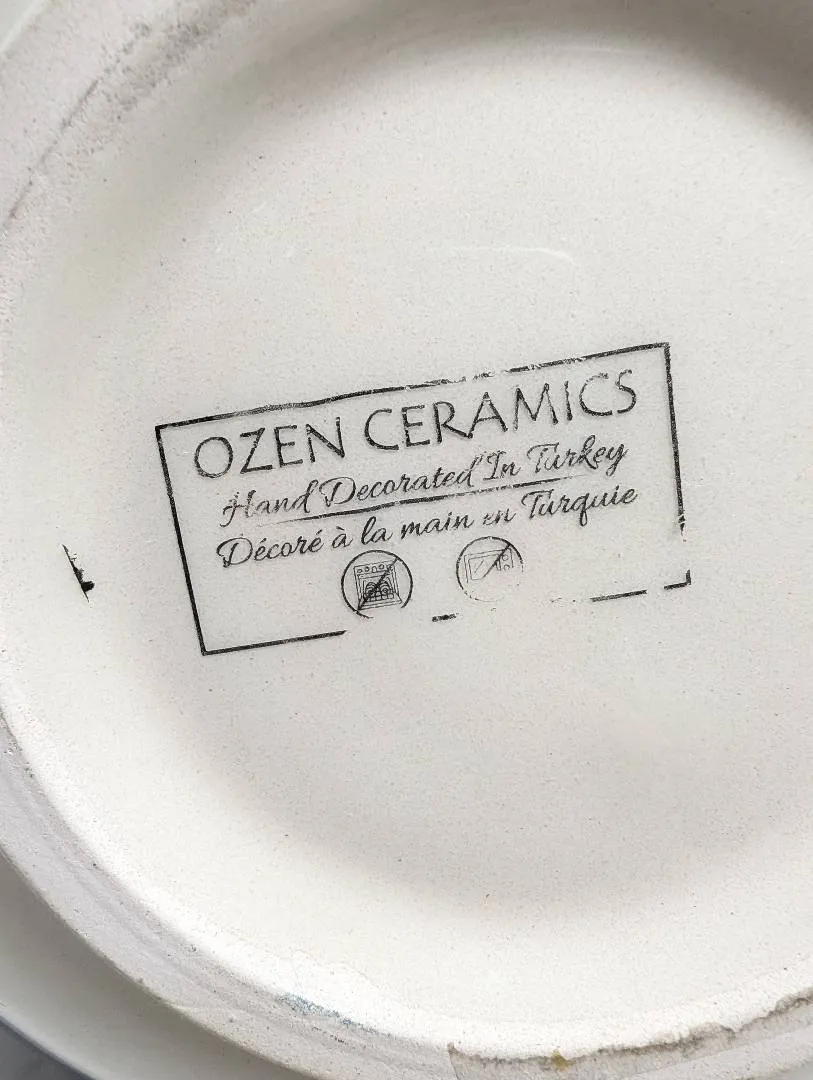 OZEN CERAMICS
Hand Decorated In Turkey
Décoré à la main en Turquie